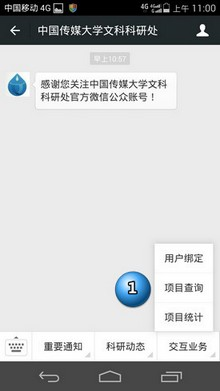 中国移动 4G 4G 上午 11:00
中国传媒大学文科科研处
早上10:57
感谢您关注中国传媒大学文科
科研处官方微信公众账号！
用户绑定
1 项目查询
项目统计
重要通知 科研动态 交互业务